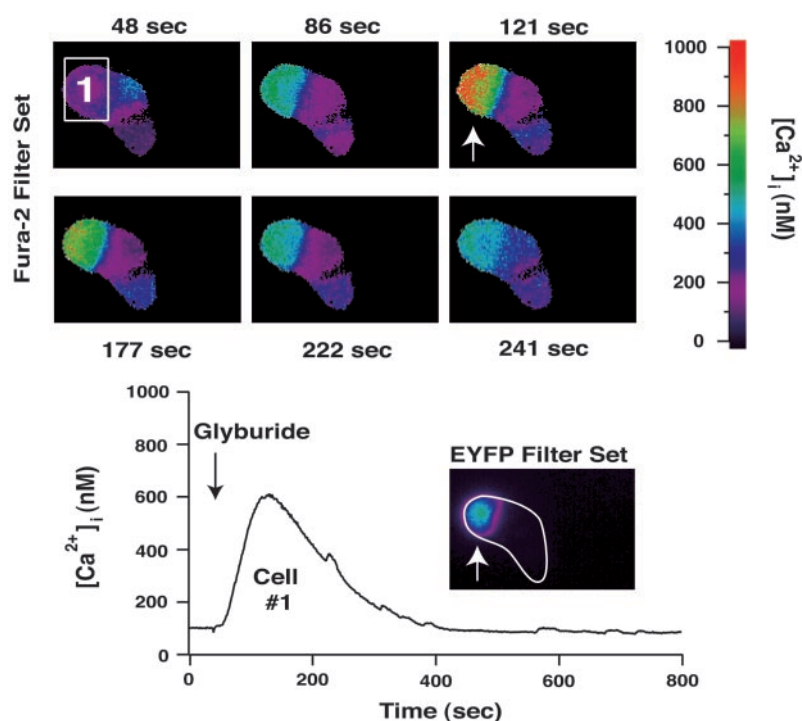 48 sec
86 sec
121 sec
Fura-2 Filter Set
1
177 sec
222 sec
241 sec
1000
800
600
400
200
0
[Ca²⁺]ᵢ (nM)
1000
800
600
400
200
0
[Ca²⁺]ᵢ (nM)
Glyburide
Cell
#1
EYFP Filter Set
0
200
400
600
800
Time (sec)